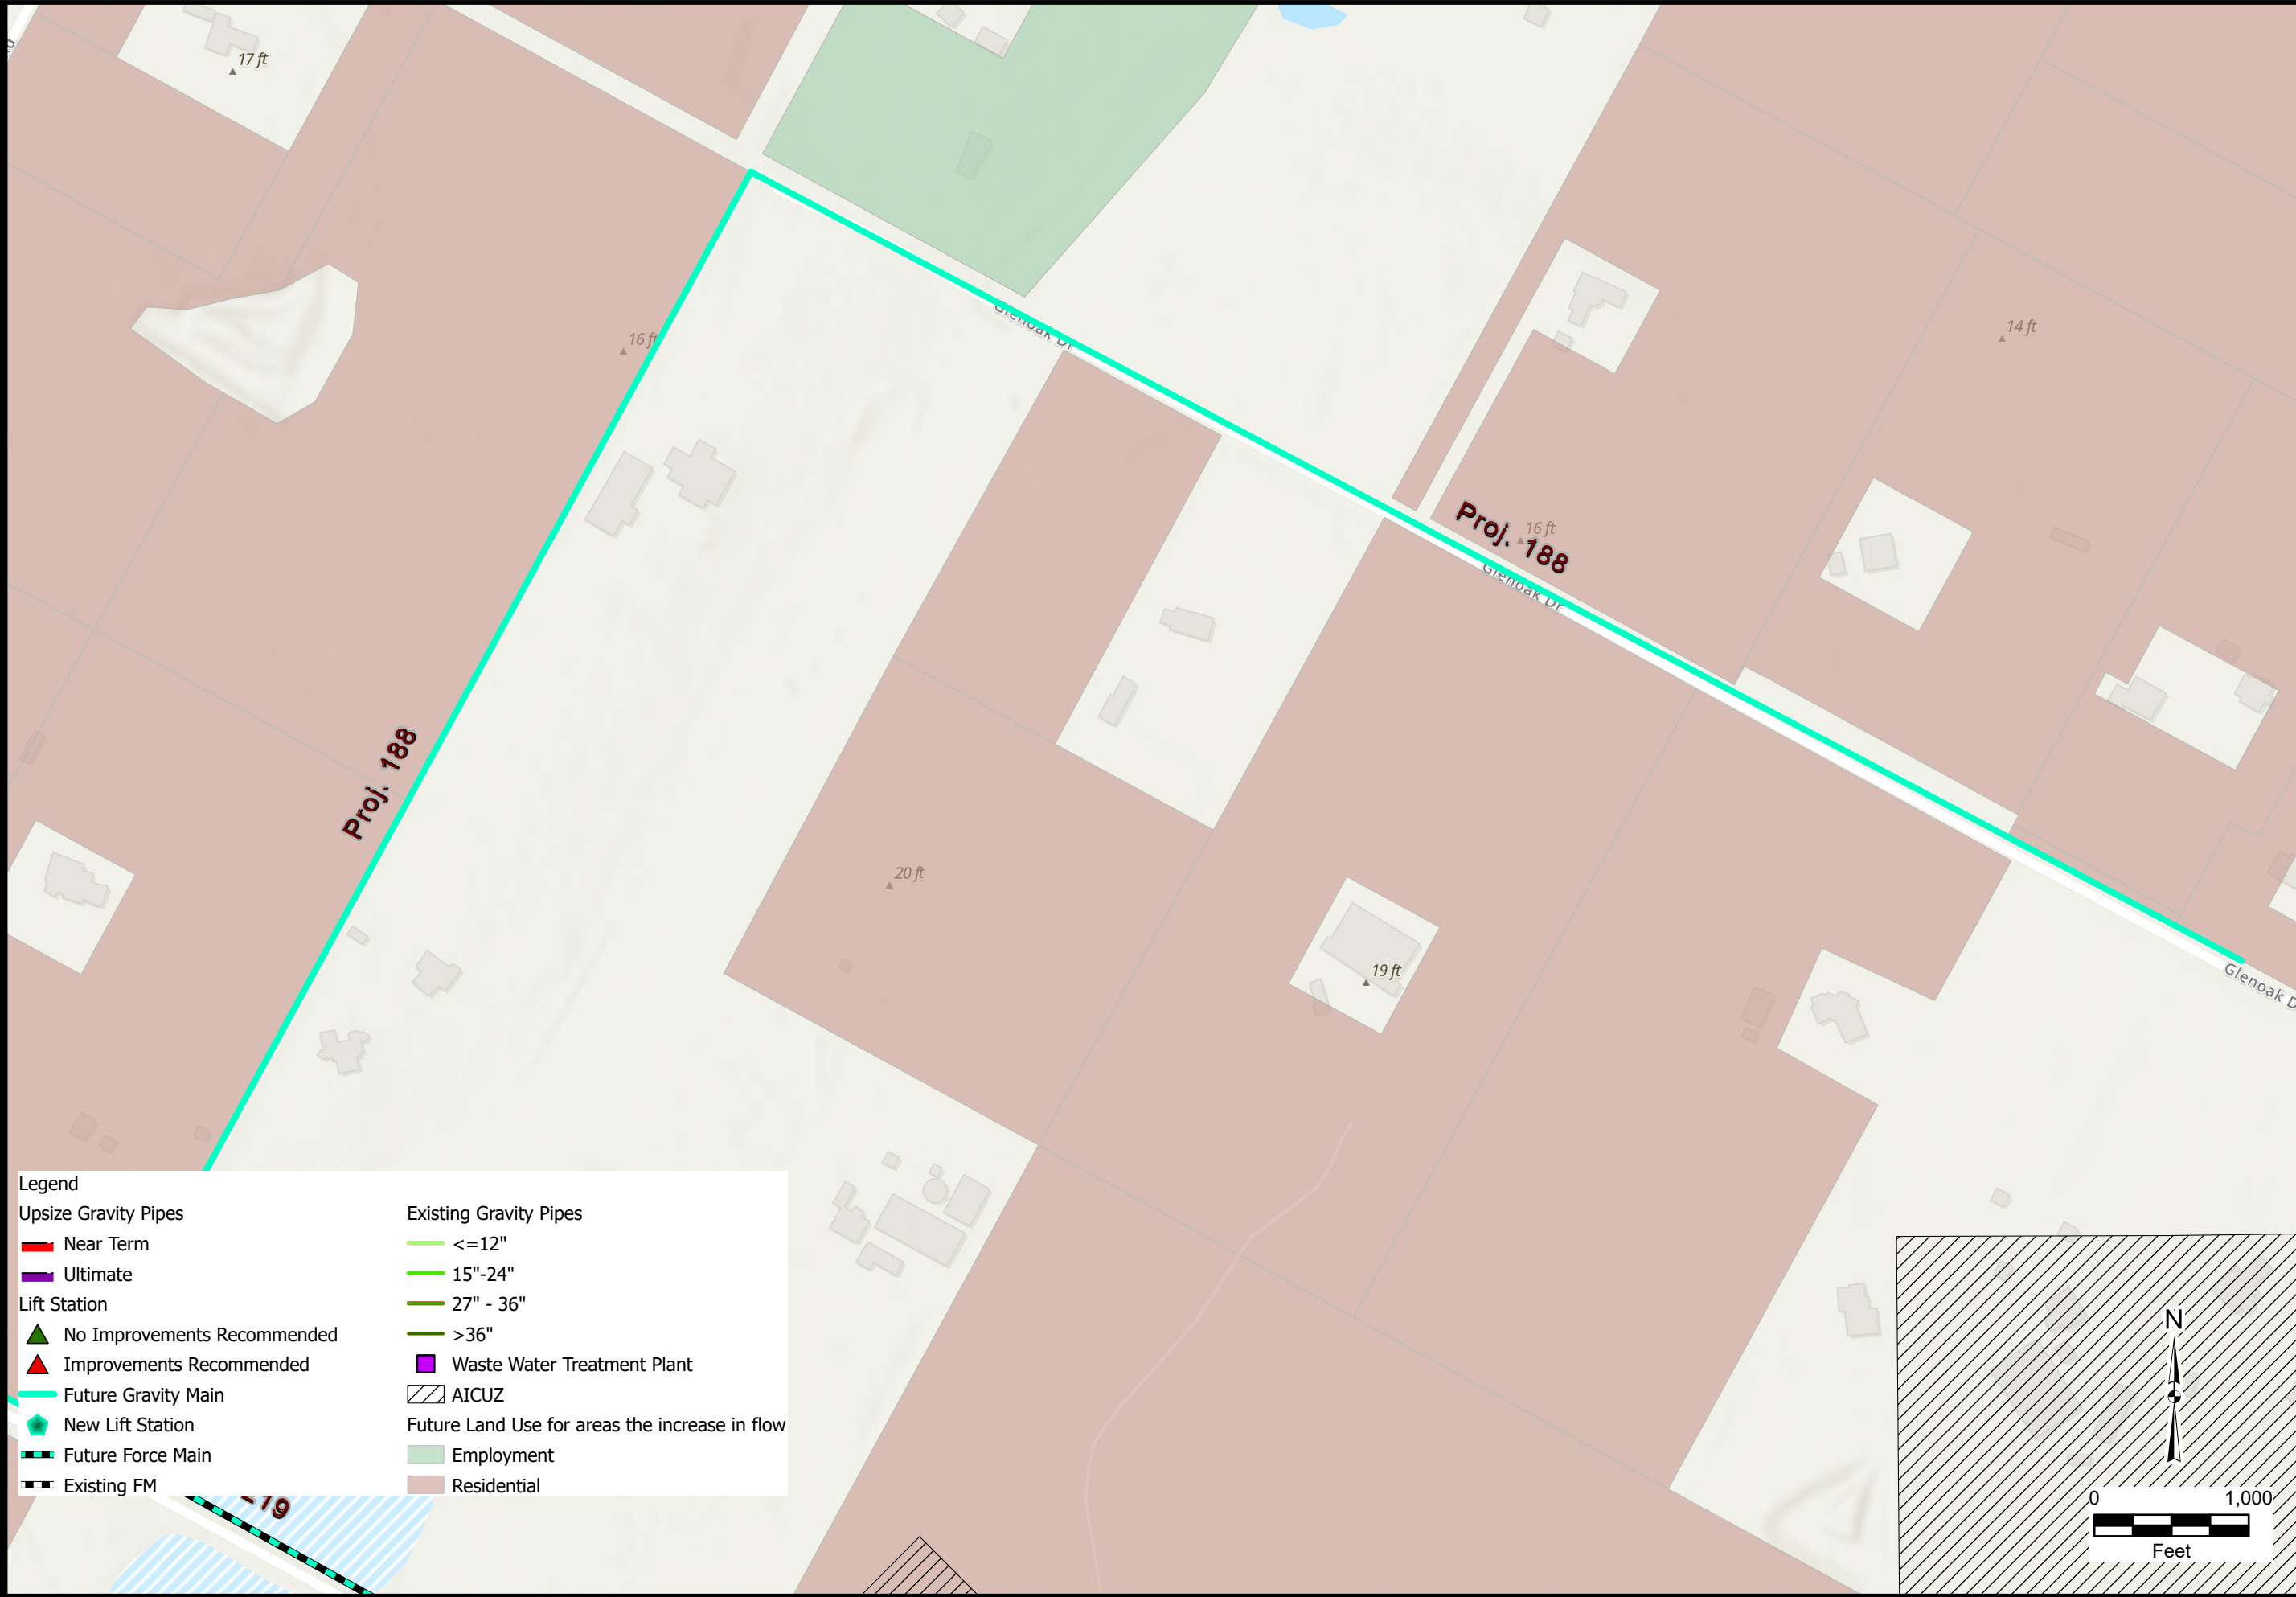 17 ft
16 ft
Glenoak Dr
14 ft
Proj. 188
16 ft
Glenoak Dr
Proj. 188
20 ft
19 ft
Glenoak D
Legend
Upsize Gravity Pipes
Near Term
Ultimate
Lift Station
No Improvements Recommended
Improvements Recommended
Future Gravity Main
New Lift Station
Future Force Main
Existing FM
Existing Gravity Pipes
<=12"
15"-24"
27" - 36"
>36"
Waste Water Treatment Plant
AICUZ
Future Land Use for areas the increase in flow
Employment
Residential
219
N
0 1,000
Feet